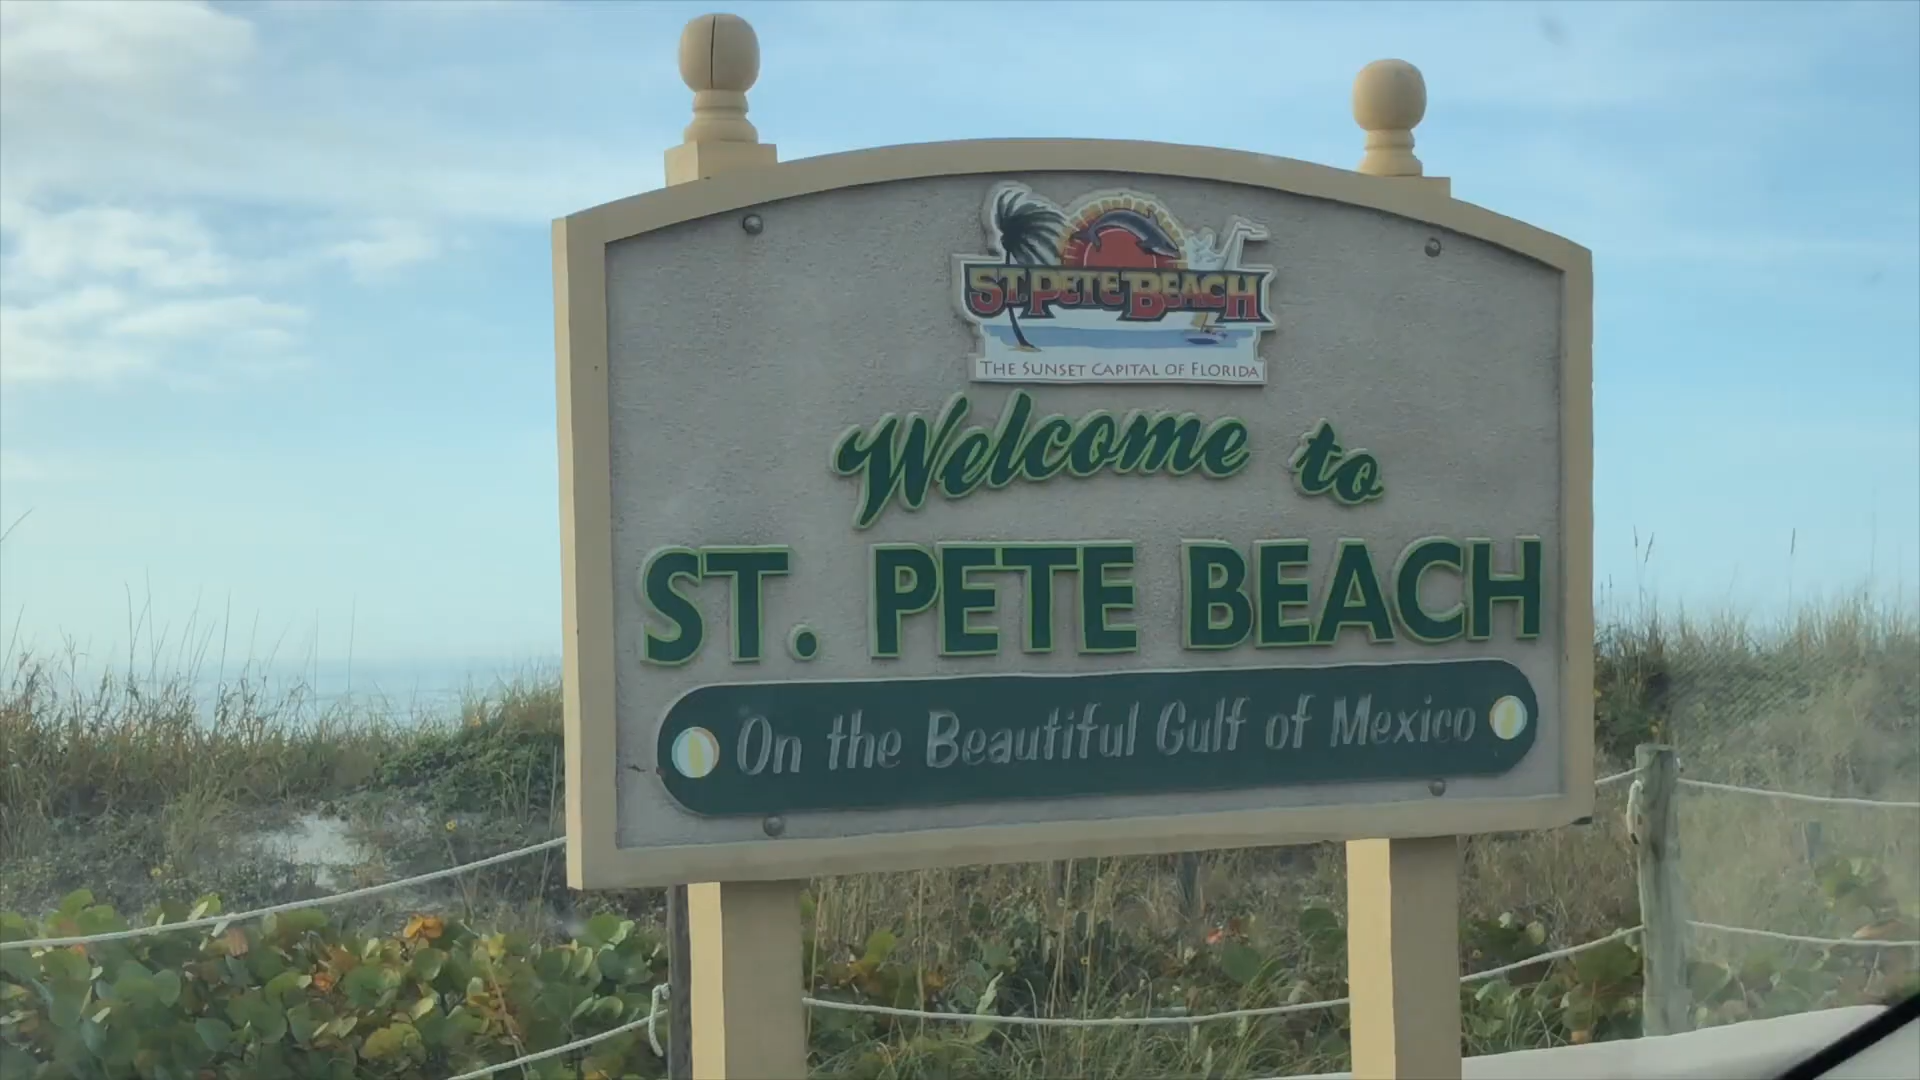 ST. PETE BEACH
THE SUNSET CAPITAL OF FLORIDA
Welcome to
ST. PETE BEACH
On the Beautiful Gulf of Mexico